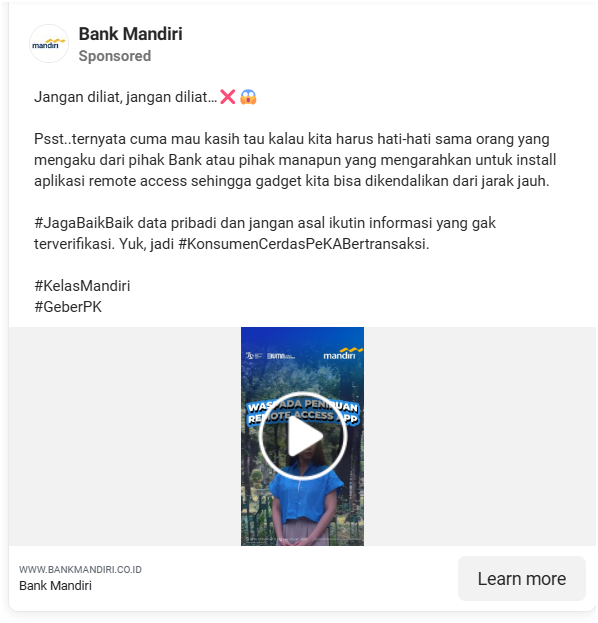 Bank Mandiri
Sponsored
mandiri
Jangan diliat, jangan diliat...❌😱
Psst..ternyata cuma mau kasih tau kalau kita harus hati-hati sama orang yang
mengaku dari pihak Bank atau pihak manapun yang mengarahkan untuk install
aplikasi remote access sehingga gadget kita bisa dikendalikan dari jarak jauh.
#JagaBaikBaik data pribadi dan jangan asal ikutin informasi yang gak
terverifikasi. Yuk, jadi #KonsumenCerdasPeKABertransaksi.
#KelasMandiri
#GeberPK
BUMN
mandiri
WASPADA PENIPUAN
REMOTE ACCESS APP
WWW.BANKMANDIRI.CO.ID
Bank Mandiri
Learn more